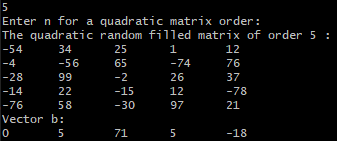 5
Enter n for a quadratic matrix order:
The quadratic random filled matrix of order 5 :
-54 34 25 1 12
-4 -56 65 -74 76
-28 99 -2 26 37
-14 22 -15 12 -78
-76 58 -30 97 21
Vector b:
0 5 71 5 -18